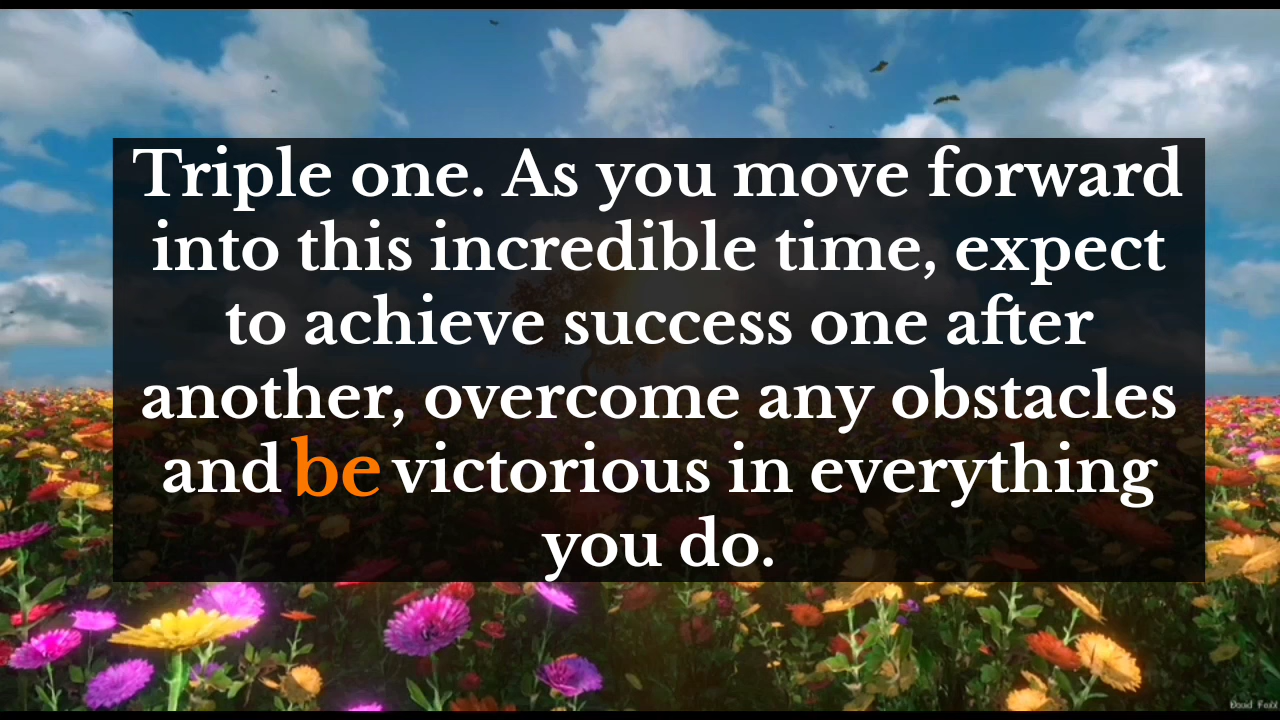 Triple one. As you move forward
into this incredible time, expect
to achieve success one after
another, overcome any obstacles
and be victorious in everything
you do.